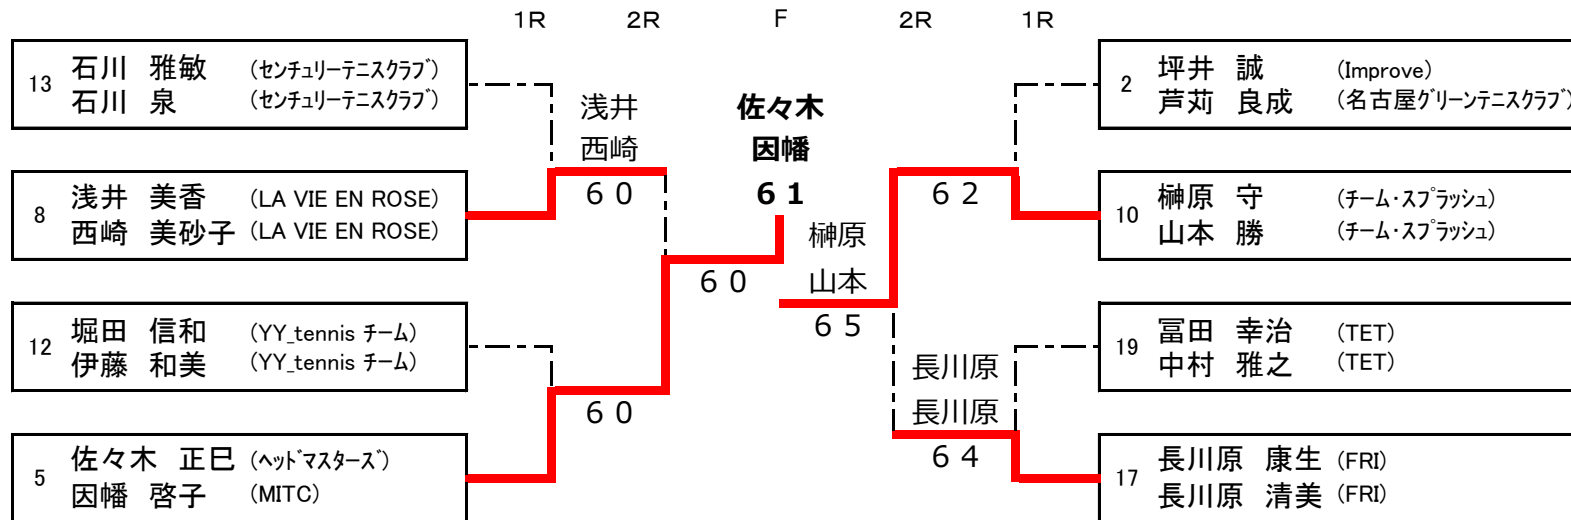 1R 2R F 2R 1R
13 石川 雅敏 (センチュリーテニスクラブ)
石川 泉 (センチュリーテニスクラブ)
浅井
西崎
6 0
8 浅井 美香 (LA VIE EN ROSE)
西崎 美砂子 (LA VIE EN ROSE)
12 堀田 信和 (YY_tennis チーム)
伊藤 和美 (YY_tennis チーム)
6 0
5 佐々木 正巳 (ヘッドマスターズ)
因幡 啓子 (MITC)
6 0
佐々木
因幡
6 1
榊原
山本
6 5
2 坪井 誠 (Improve)
芦苅 良成 (名古屋グリーンテニスクラブ)
6 2
10 榊原 守 (チーム・スプラッシュ)
山本 勝 (チーム・スプラッシュ)
19 冨田 幸治 (TET)
中村 雅之 (TET)
長川原
長川原
6 4
17 長川原 康生 (FRI)
長川原 清美 (FRI)